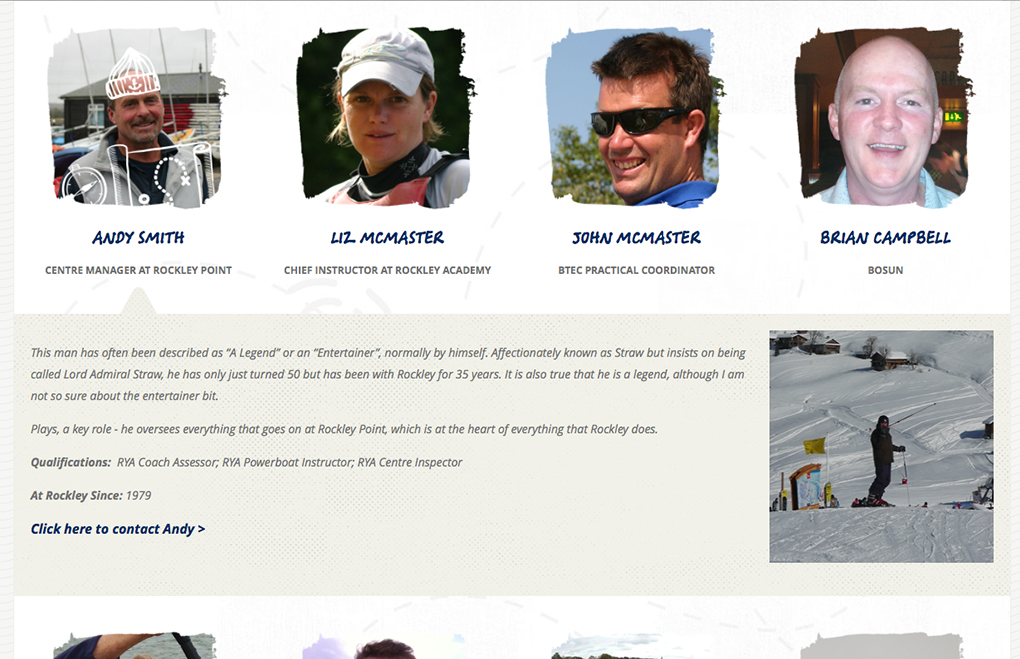 ANDY SMITH
CENTRE MANAGER AT ROCKLEY POINT
LIZ MCMASTER
CHIEF INSTRUCTOR AT ROCKLEY ACADEMY
JOHN MCMASTER
BTEC PRACTICAL COORDINATOR
BRIAN CAMPBELL
BOSUN
This man has often been described as “A Legend” or an “Entertainer”, normally by himself. Affectionately known as Straw but insists on being
called Lord Admiral Straw, he has only just turned 50 but has been with Rockley for 35 years. It is also true that he is a legend, although I am
not so sure about the entertainer bit.
Plays, a key role - he oversees everything that goes on at Rockley Point, which is at the heart of everything that Rockley does.
Qualifications: RYA Coach Assessor; RYA Powerboat Instructor; RYA Centre Inspector
At Rockley Since: 1979
Click here to contact Andy >